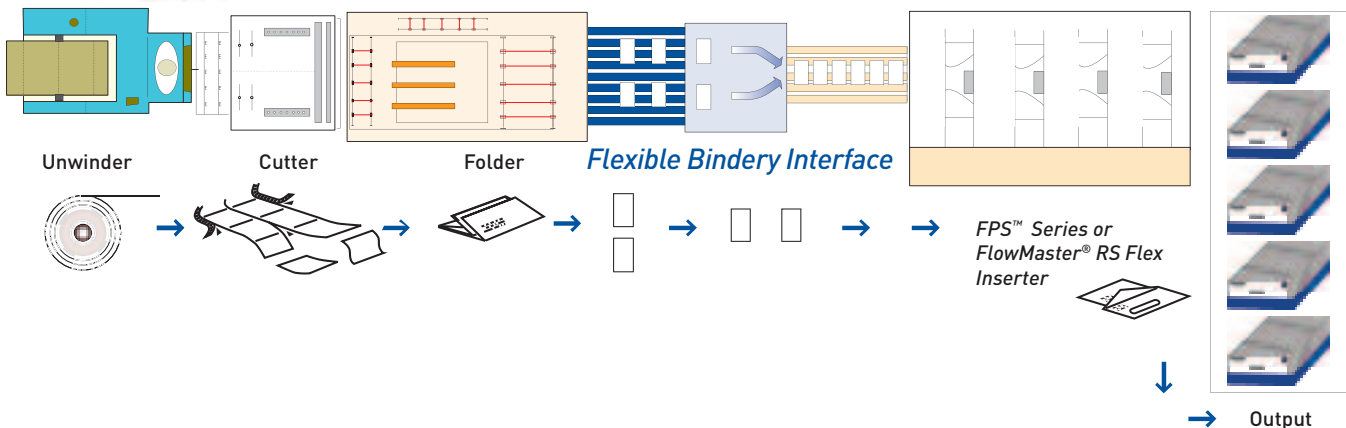 Unwinder
Cutter
Folder
Flexible Bindery Interface
FPS™ Series or
FlowMaster® RS Flex
Inserter
Output